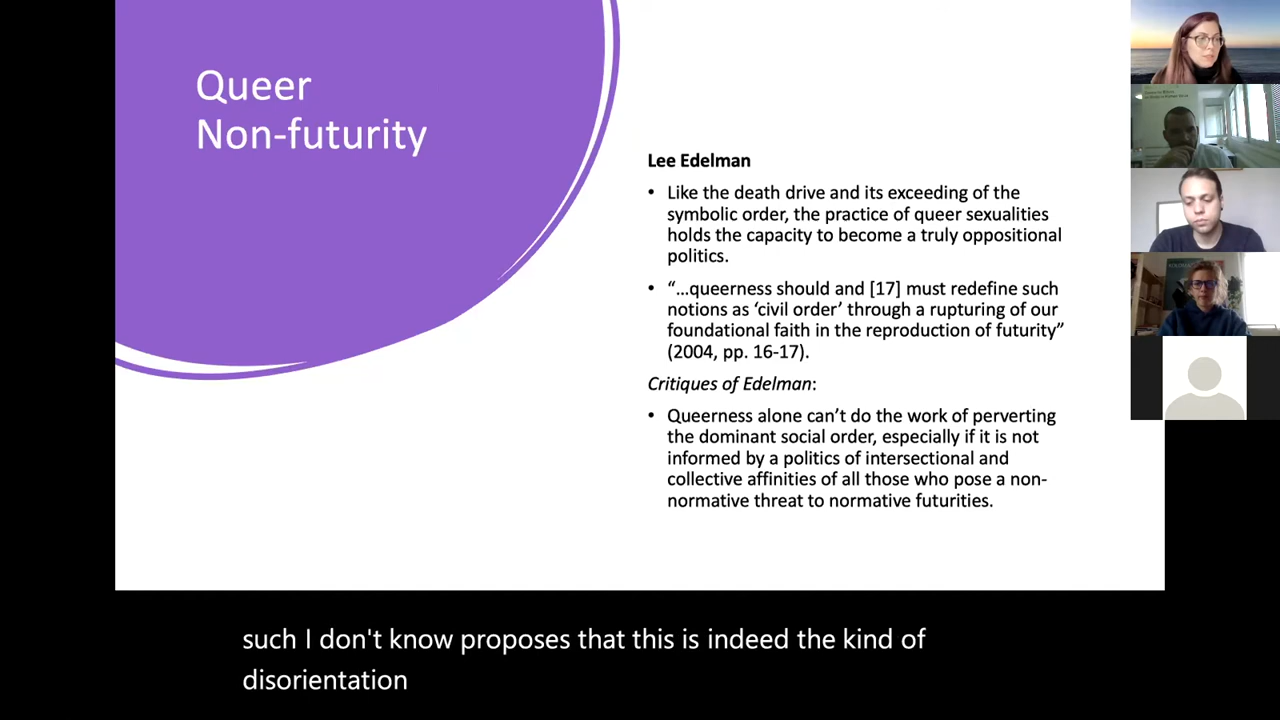 Queer
Non-futurity
Lee Edelman
• Like the death drive and its exceeding of the
symbolic order, the practice of queer sexualities
holds the capacity to become a truly oppositional
politics.
• “…queerness should and [17] must redefine such
notions as ‘civil order’ through a rupturing of our
foundational faith in the reproduction of futurity”
(2004, pp. 16-17).
Critiques of Edelman:
• Queerness alone can’t do the work of perverting
the dominant social order, especially if it is not
informed by a politics of intersectional and
collective affinities of all those who pose a non-
normative threat to normative futurities.
such I don't know proposes that this is indeed the kind of
disorientation